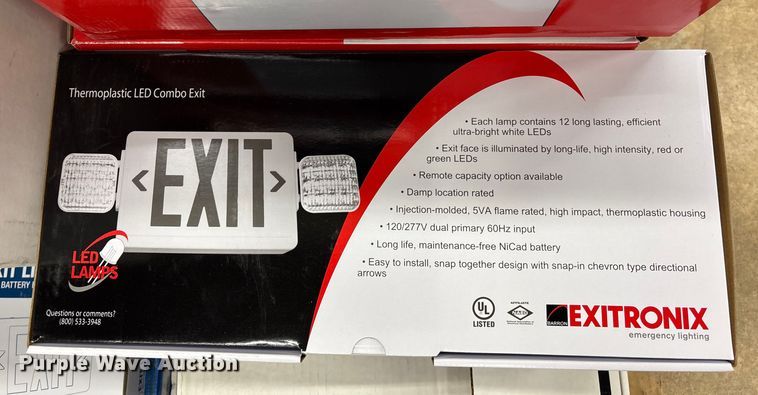 Thermoplastic LED Combo Exit
EXIT
LED
LAMPS
Questions or comments?
(800) 533-3948
• Each lamp contains 12 long lasting, efficient
ultra-bright white LEDs
• Exit face is illuminated by long-life, high intensity, red or
green LEDs
• Remote capacity option available
• Damp location rated
• Injection-molded, 5VA flame rated, high impact, thermoplastic housing
• 120/277V dual primary 60Hz input
• Long life, maintenance-free NiCad battery
• Easy to install, snap together design with snap-in chevron type directional
arrows
UL
LISTED
BARRON
EXITRONIX
emergency lighting
BATTERY
EXIT
Purple Wave Auction